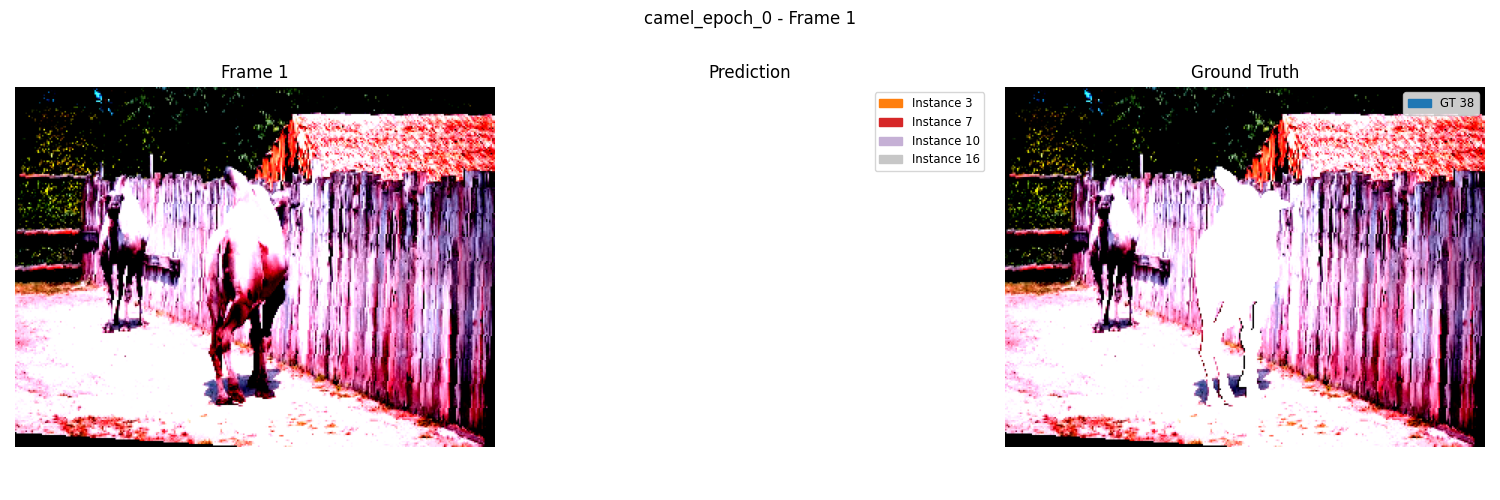 camel_epoch_0 - Frame 1
Frame 1
Prediction
Ground Truth
Instance 3
Instance 7
Instance 10
Instance 16
GT 38